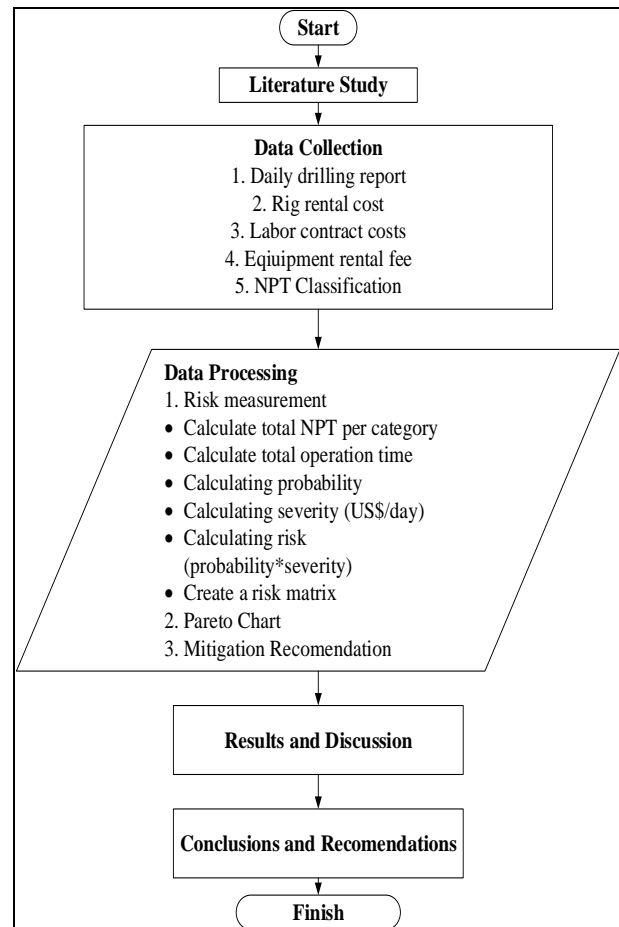 Start
Literature Study
Data Collection
1. Daily drilling report
2. Rig rental cost
3. Labor contract costs
4. Eqiuipment rental fee
5. NPT Classification
Data Processing
1. Risk measurement
• Calculate total NPT per category
• Calculate total operation time
• Calculating probability
• Calculating severity (US$/day)
• Calculating risk
(probability*severity)
• Create a risk matrix
2. Pareto Chart
3. Mitigation Recomendation
Results and Discussion
Conclusions and Recomendations
Finish